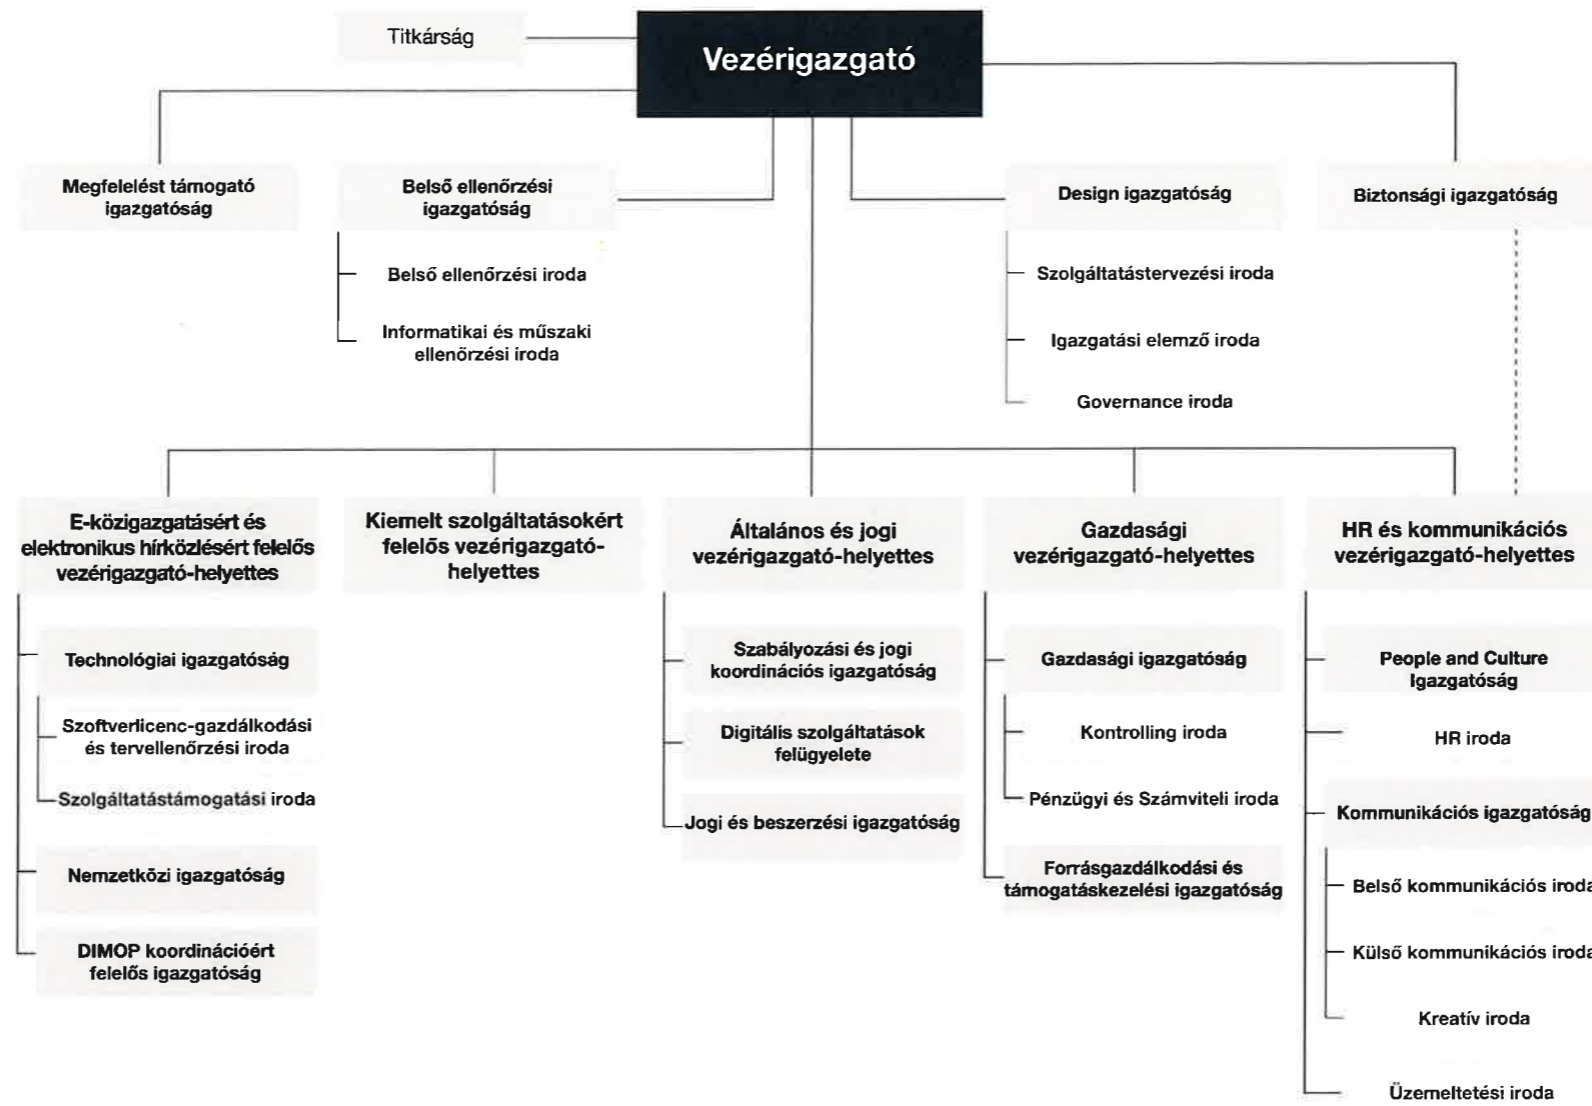 Titkárság
Vezérigazgató
Megfelelést támogató
igazgatóság
Belső ellenőrzési
igazgatóság
Design igazgatóság
Biztonsági igazgatóság
Belső ellenőrzési iroda
Informatikai és műszaki
ellenőrzési iroda
Szolgáltatástervezési iroda
Igazgatási elemző iroda
Governance iroda
E-közigazgatásért és
elektronikus hírközlésért felelős
vezérigazgató-helyettes
Kiemelt szolgáltatásokért
felelős vezérigazgató-
helyettes
Általános és jogi
vezérigazgató-helyettes
Gazdasági
vezérigazgató-helyettes
HR és kommunikációs
vezérigazgató-helyettes
Technológiai igazgatóság
Szoftverlicenc-gazdálkodási
és tervellenőrzési iroda
Szolgáltatástámogatási iroda
Nemzetközi igazgatóság
DIMOP koordinációért
felelős igazgatóság
Szabályozási és jogi
koordinációs igazgatóság
Digitális szolgáltatások
felügyelete
Jogi és beszerzési igazgatóság
Gazdasági igazgatóság
Kontrolling iroda
Pénzügyi és Számviteli iroda
Forrásgazdálkodási és
támogatáskezelési igazgatóság
People and Culture
Igazgatóság
HR iroda
Kommunikációs igazgatóság
Belső kommunikációs iroda
Külső kommunikációs iroda
Kreatív iroda
Üzemeltetési iroda